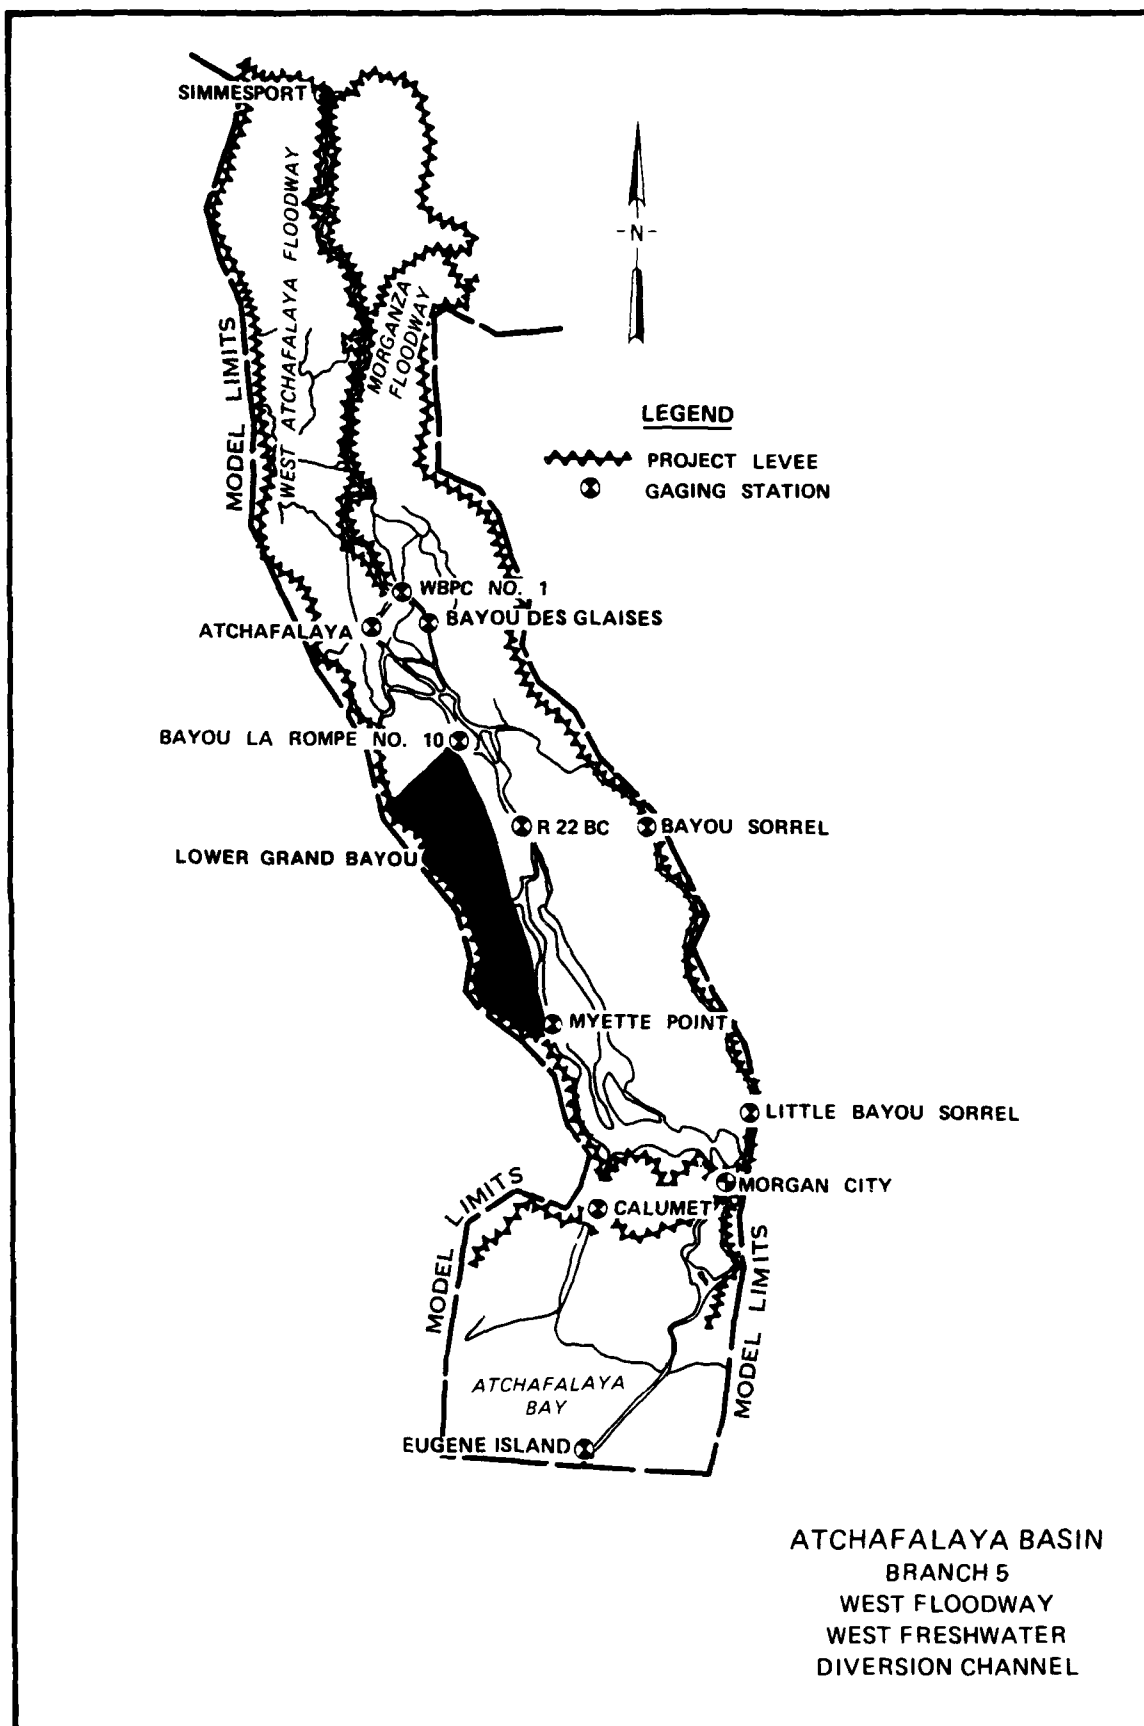 SIMMESPORT
WEST ATCHAFALAYA FLOODWAY
MODEL LIMITS
MORGANZA
FLOODWAY
-N-
LEGEND
PROJECT LEVEE
GAGING STATION
WBPC NO. 1
BAYOU DES GLAISES
ATCHAFALAYA
BAYOU LA ROMPE NO. 10
R 22 BC
BAYOU SORREL
LOWER GRAND BAYOU
MYETTE POINT
LITTLE BAYOU SORREL
MORGAN CITY
CALUMET
MODEL LIMITS
MODEL LIMITS
ATCHAFALAYA
BAY
EUGENE ISLAND
ATCHAFALAYA BASIN
BRANCH 5
WEST FLOODWAY
WEST FRESHWATER
DIVERSION CHANNEL